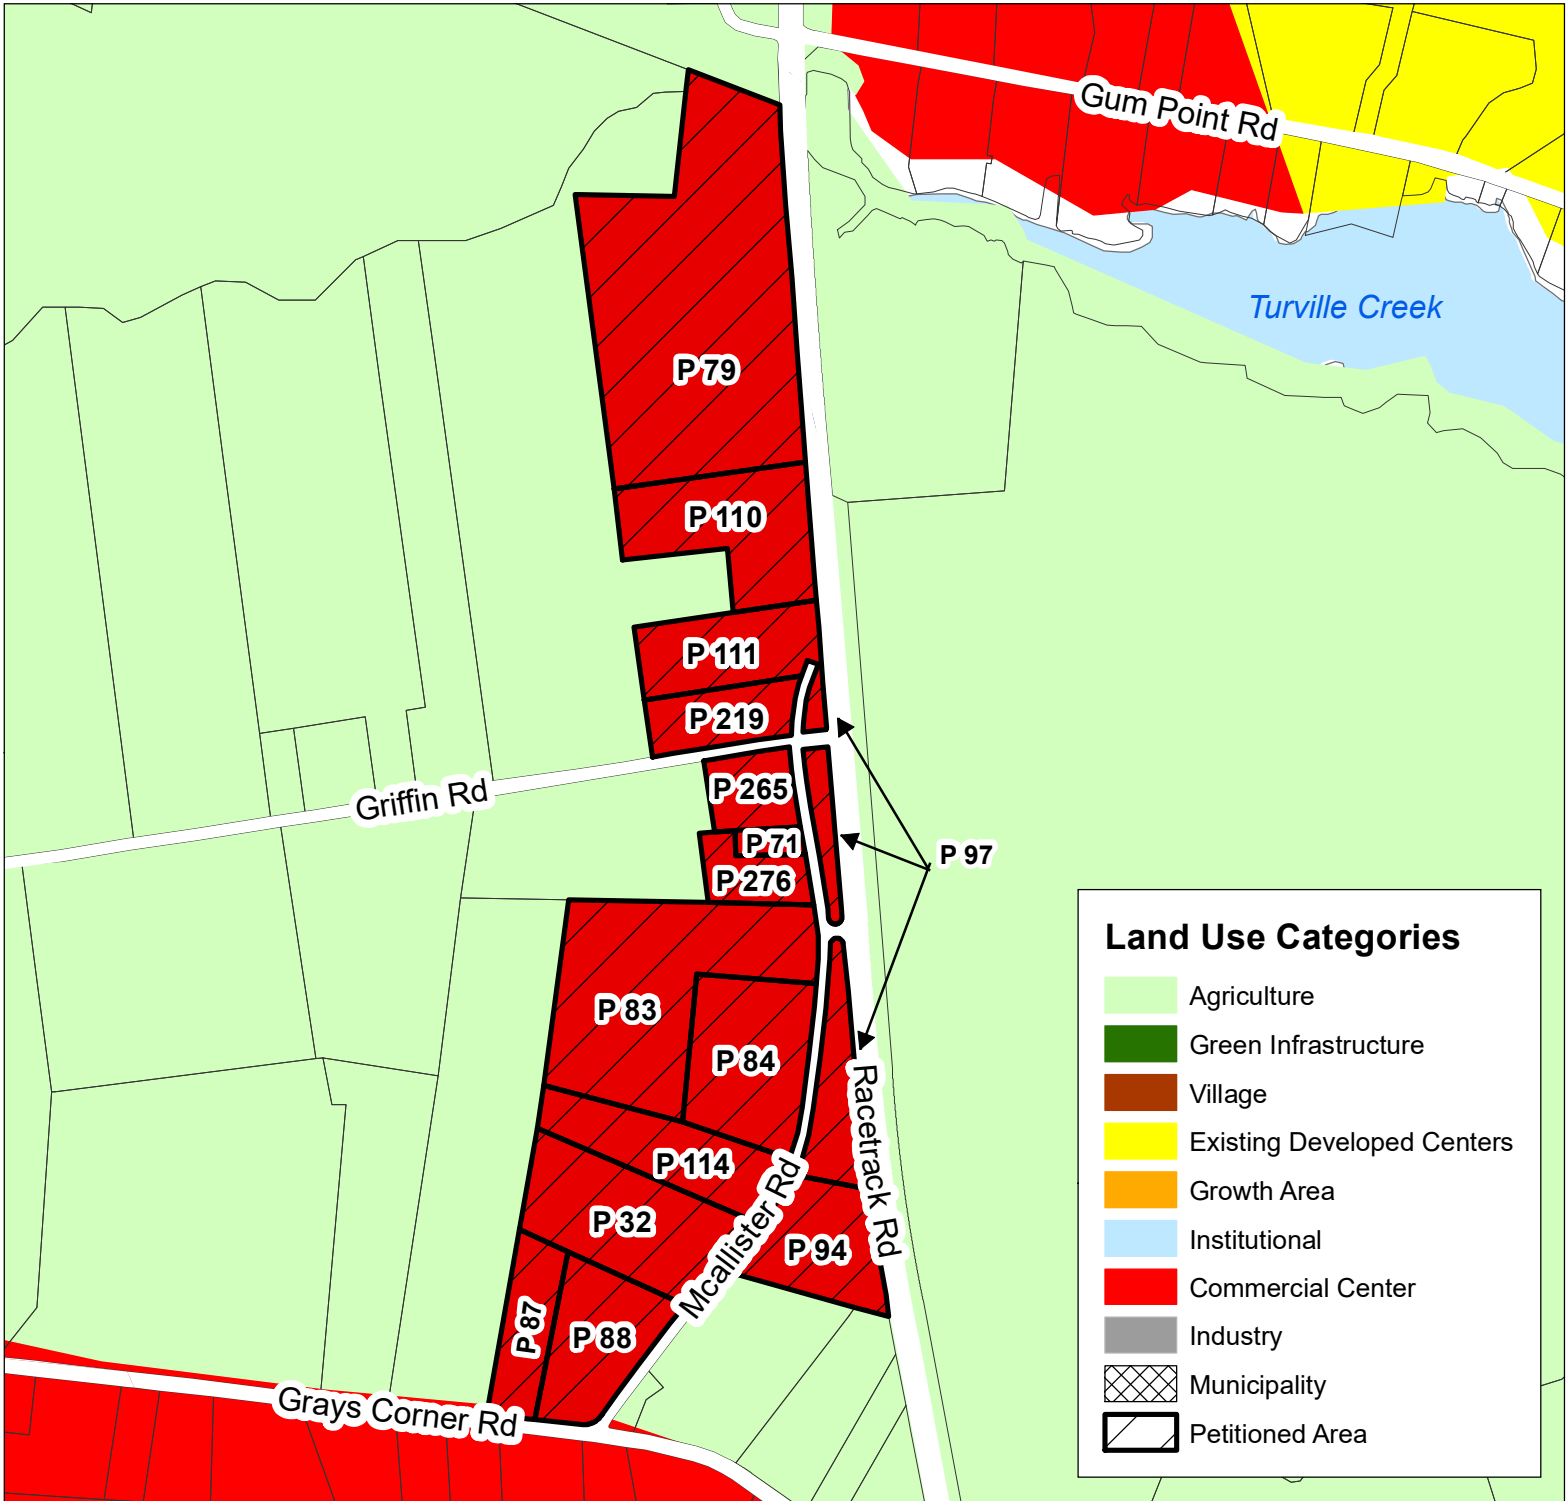 Gum Point Rd
Turville Creek
P 79
P 110
P 111
P 219
Griffin Rd
P 265
P 71
P 276
P 97
P 83
P 84
P 114
P 32
P 94
P 87
P 88
Mcallister Rd
Racetrack Rd
Grays Corner Rd
Land Use Categories
Agriculture
Green Infrastructure
Village
Existing Developed Centers
Growth Area
Institutional
Commercial Center
Industry
Municipality
Petitioned Area